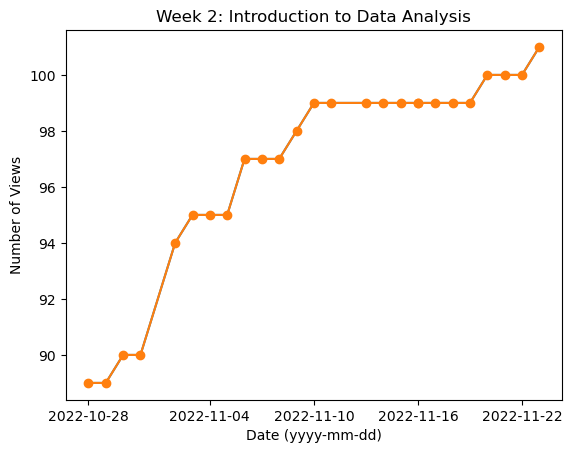 Week 2: Introduction to Data Analysis
100
98
96
94
92
90
Number of Views
2022-10-28 2022-11-04 2022-11-10 2022-11-16 2022-11-22
Date (yyyy-mm-dd)